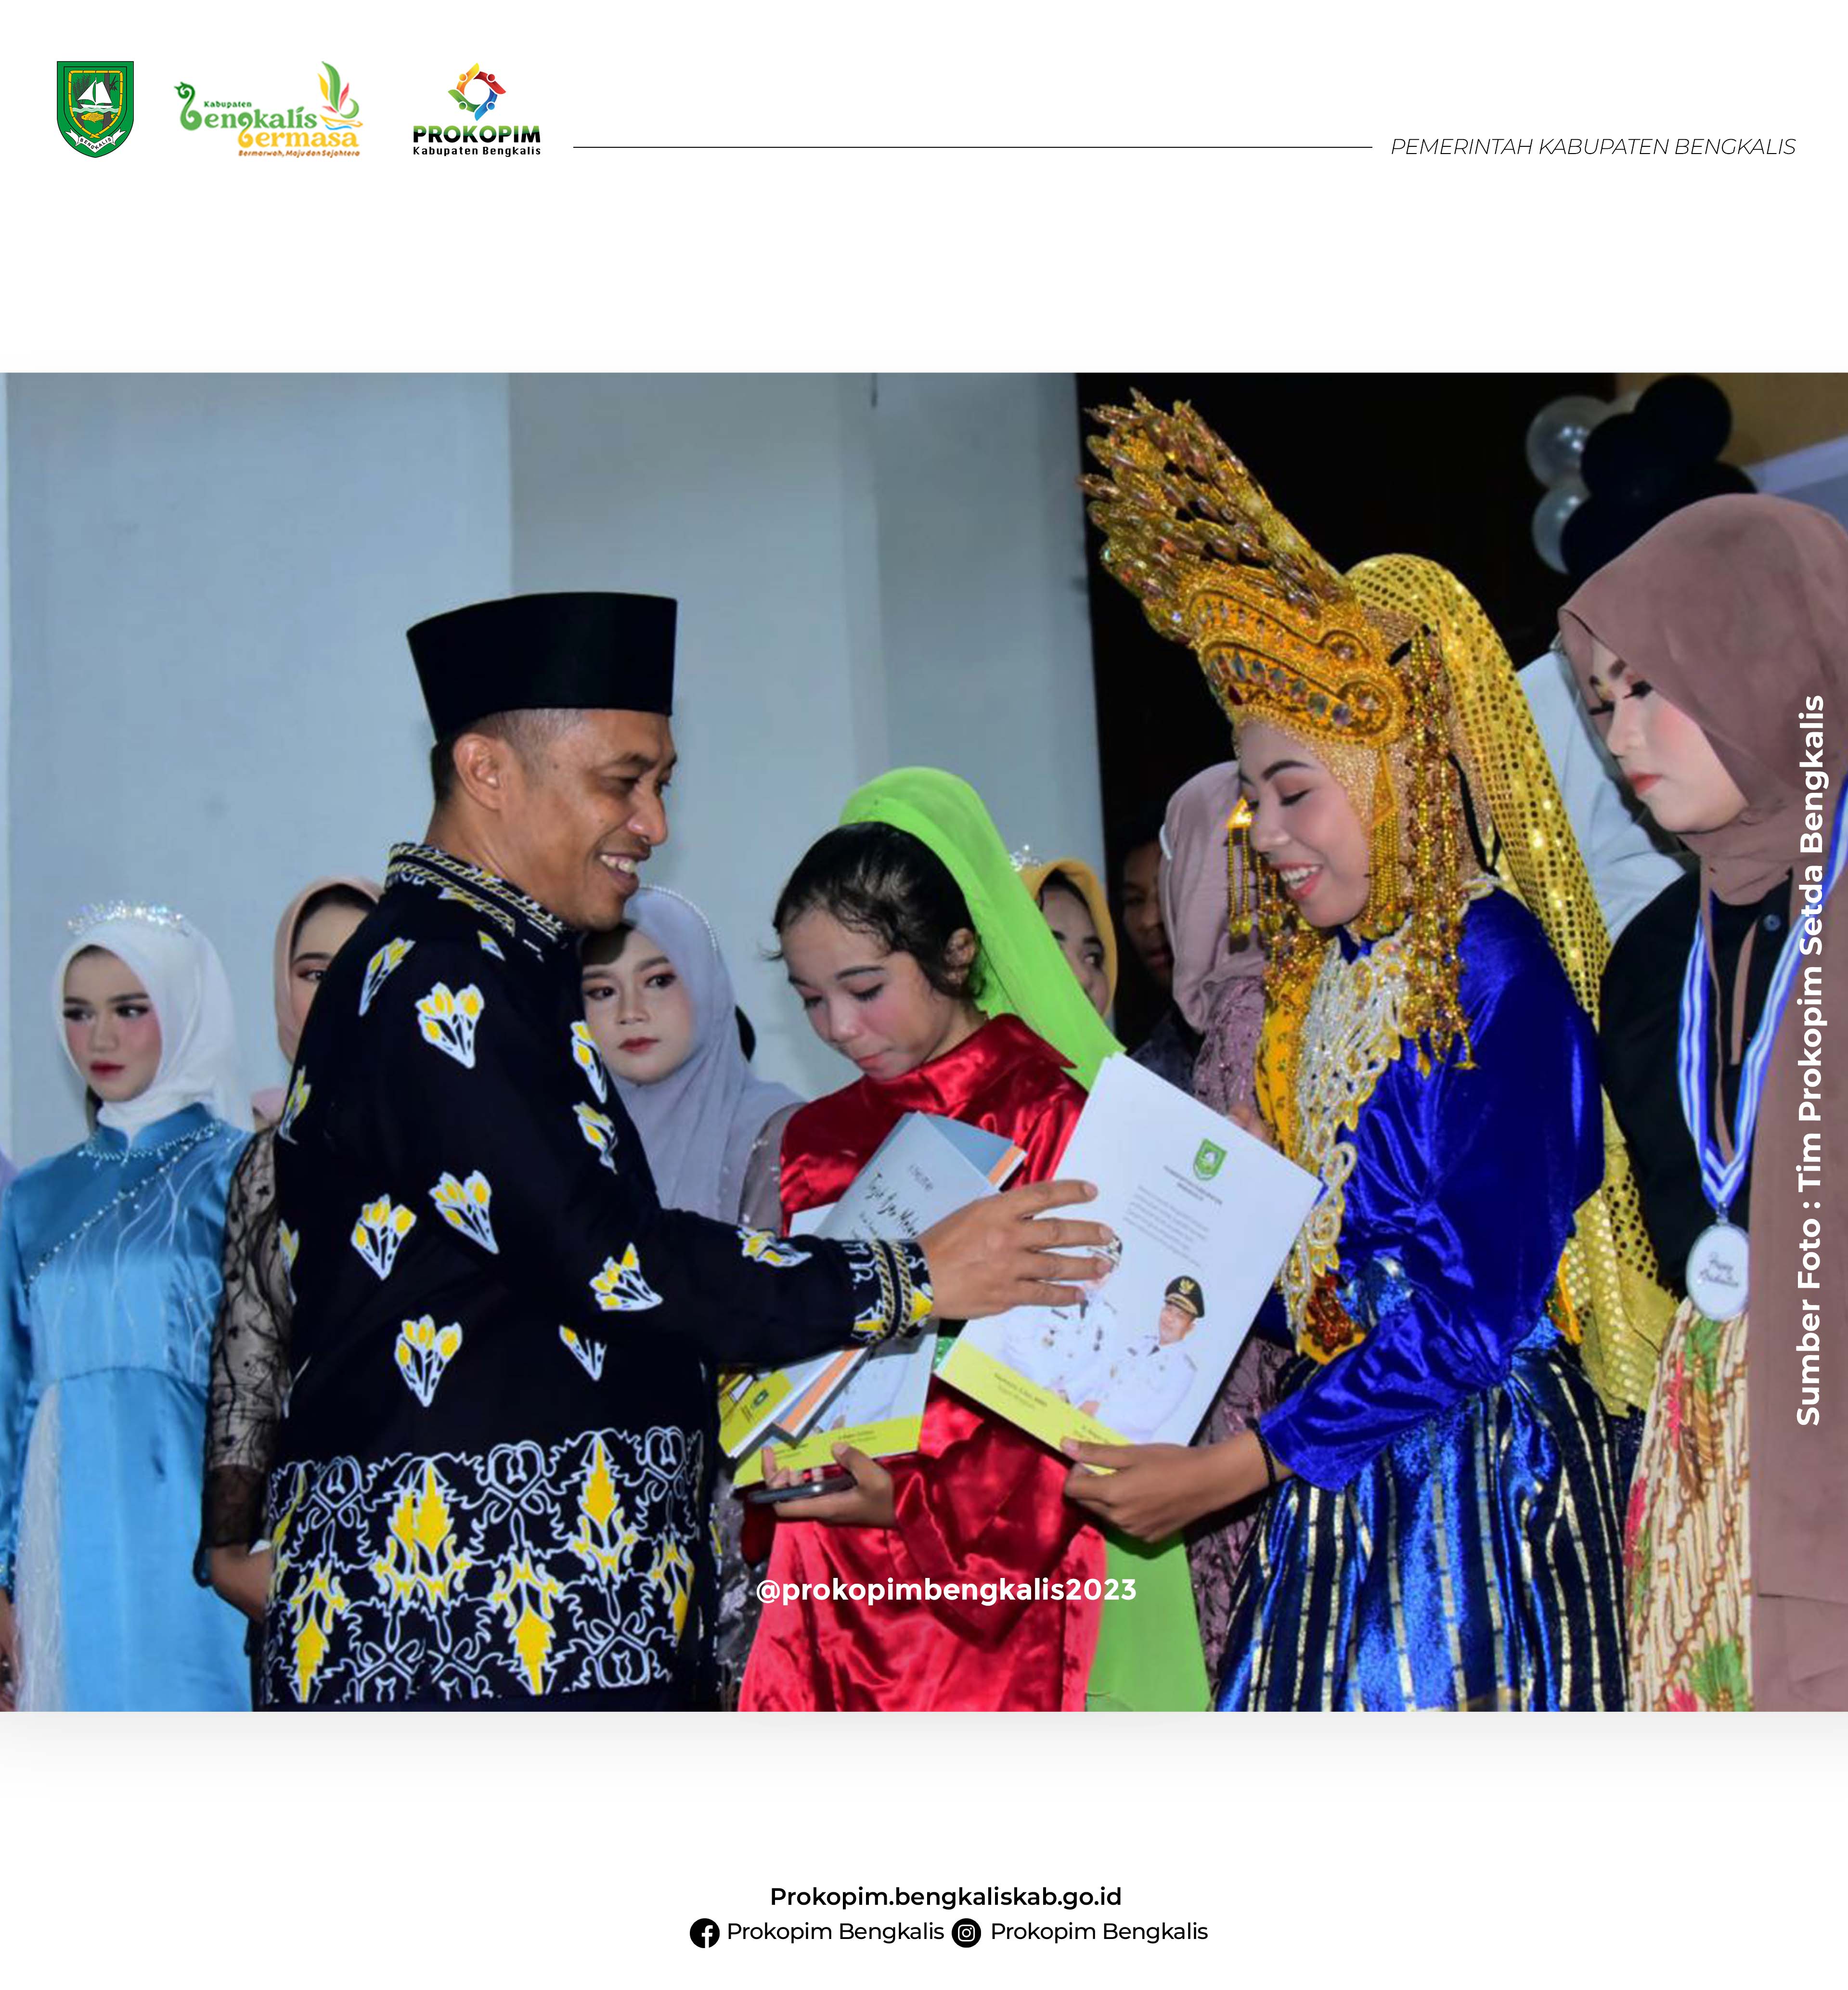 BENGKALIS
Kabupaten
Bengkalis
Bermasa
Bermarwah, Maju dan Sejahtera
PROKOPIM
Kabupaten Bengkalis
PEMERINTAH KABUPATEN BENGKALIS
Sumber Foto : Tim Prokopim Setda Bengkalis
@prokopimbengkalis2023
Prokopim.bengkaliskab.go.id
Prokopim Bengkalis
Prokopim Bengkalis